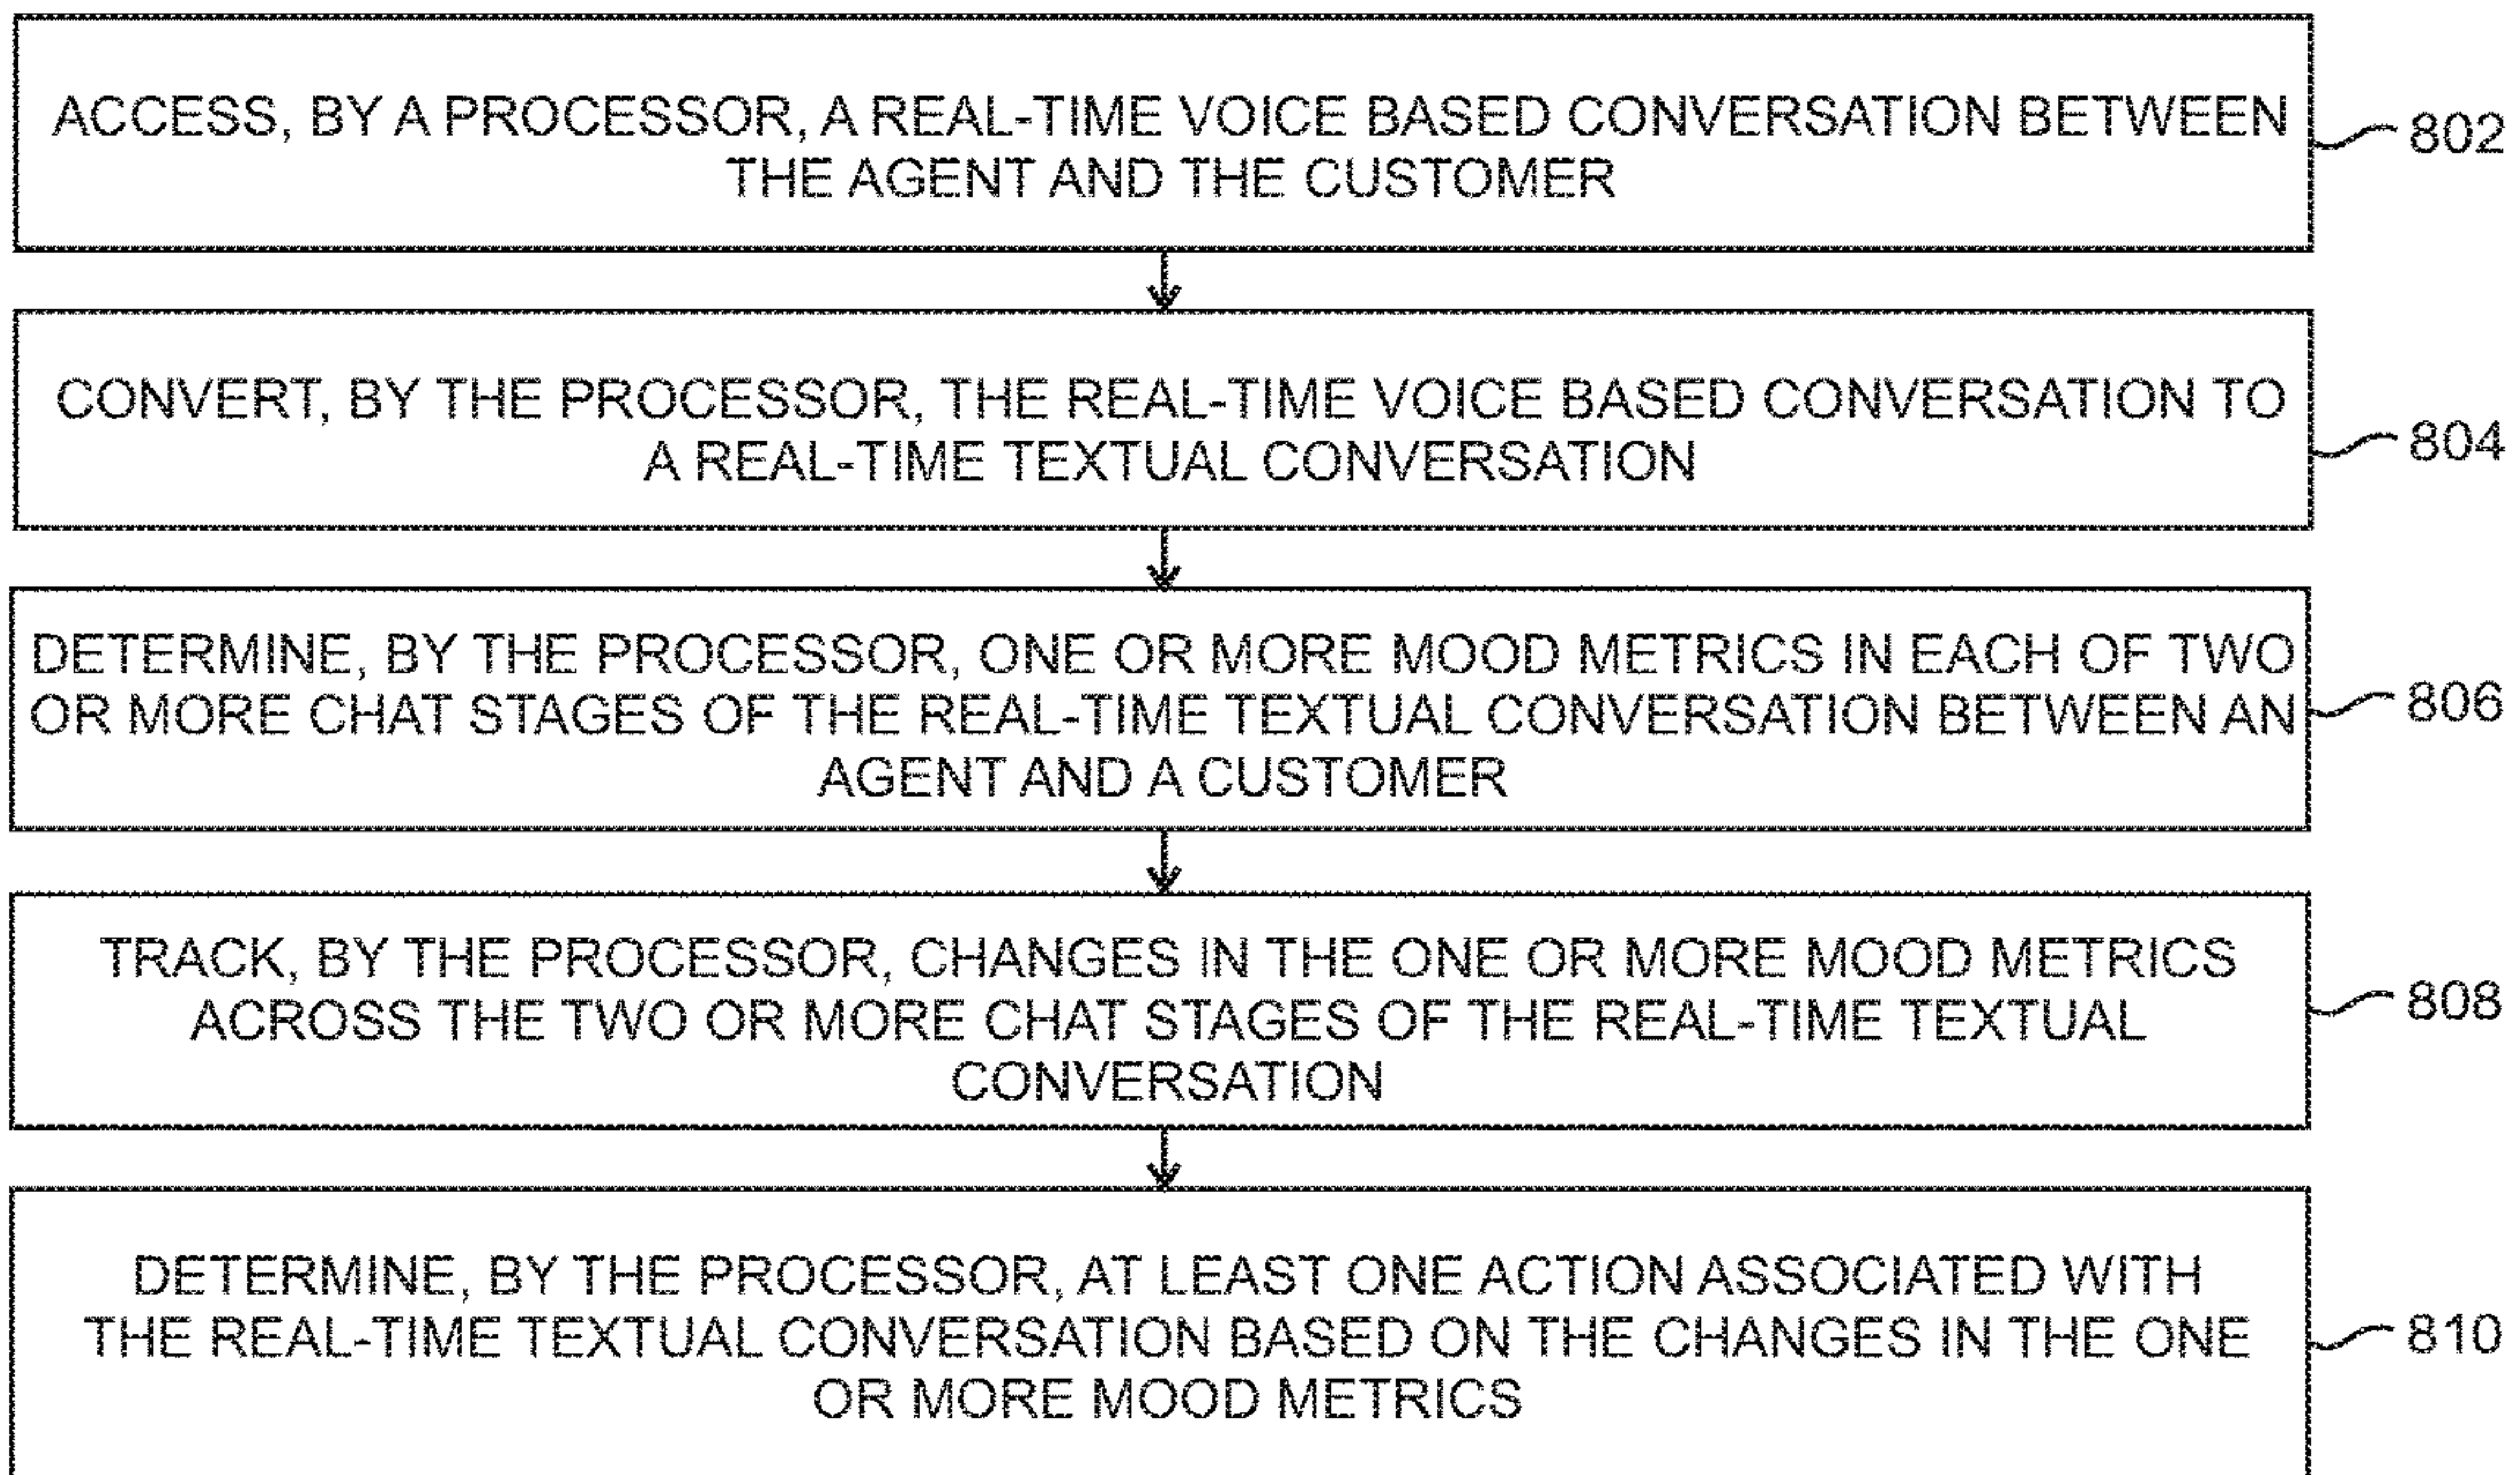 ACCESS, BY A PROCESSOR, A REAL-TIME VOICE BASED CONVERSATION BETWEEN
THE AGENT AND THE CUSTOMER
802
CONVERT, BY THE PROCESSOR, THE REAL-TIME VOICE BASED CONVERSATION TO
A REAL-TIME TEXTUAL CONVERSATION
804
DETERMINE, BY THE PROCESSOR, ONE OR MORE MOOD METRICS IN EACH OF TWO
OR MORE CHAT STAGES OF THE REAL-TIME TEXTUAL CONVERSATION BETWEEN AN
AGENT AND A CUSTOMER
806
TRACK, BY THE PROCESSOR, CHANGES IN THE ONE OR MORE MOOD METRICS
ACROSS THE TWO OR MORE CHAT STAGES OF THE REAL-TIME TEXTUAL
CONVERSATION
808
DETERMINE, BY THE PROCESSOR, AT LEAST ONE ACTION ASSOCIATED WITH
THE REAL-TIME TEXTUAL CONVERSATION BASED ON THE CHANGES IN THE ONE
OR MORE MOOD METRICS
810